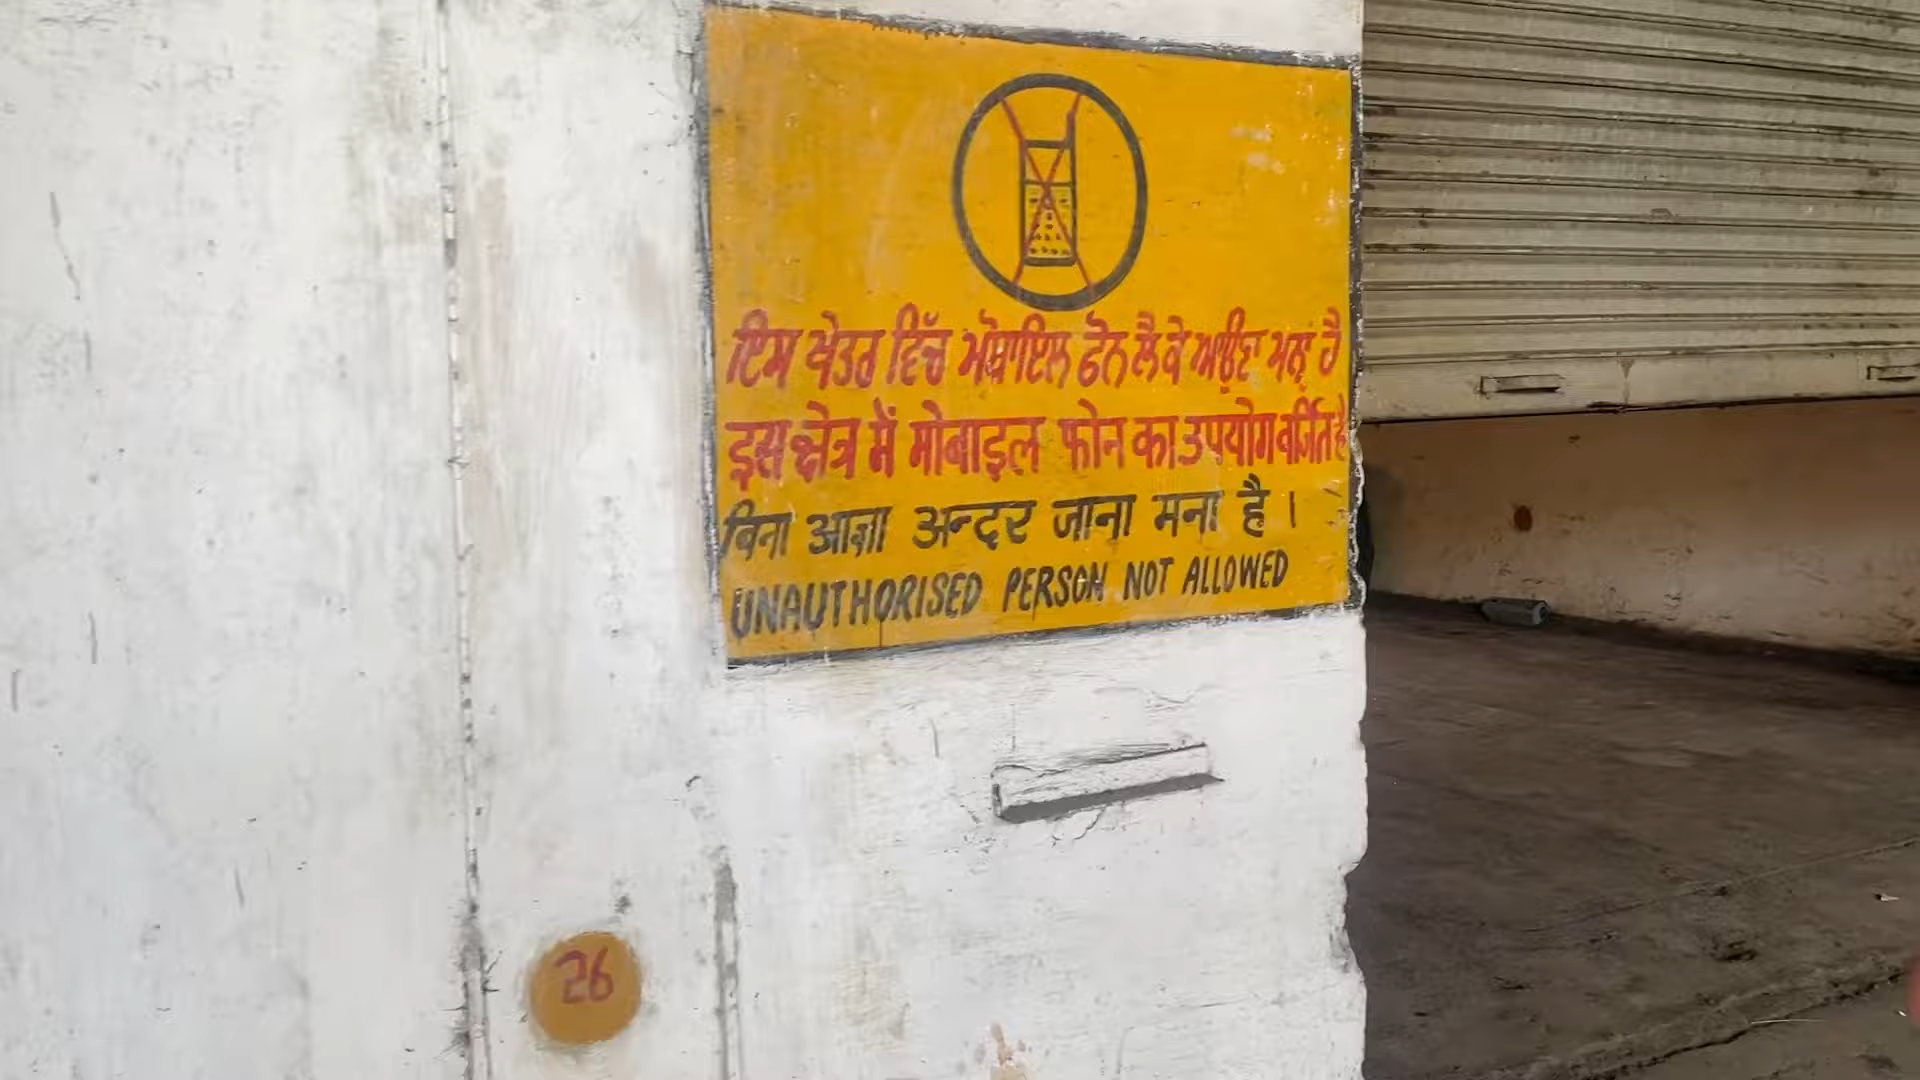 ਇਸ ਖੇਤਰ ਵਿੱਚ ਮੋਬਾਇਲ ਫੋਨ ਲੈ ਕੇ ਆਉਣਾ ਮਨਾਂ ਹੈ
इस क्षेत्र में मोबाइल फोन का उपयोग वर्जित है
बिना आज्ञा अन्दर जाना मना है ।
UNAUTHORISED PERSON NOT ALLOWED
26